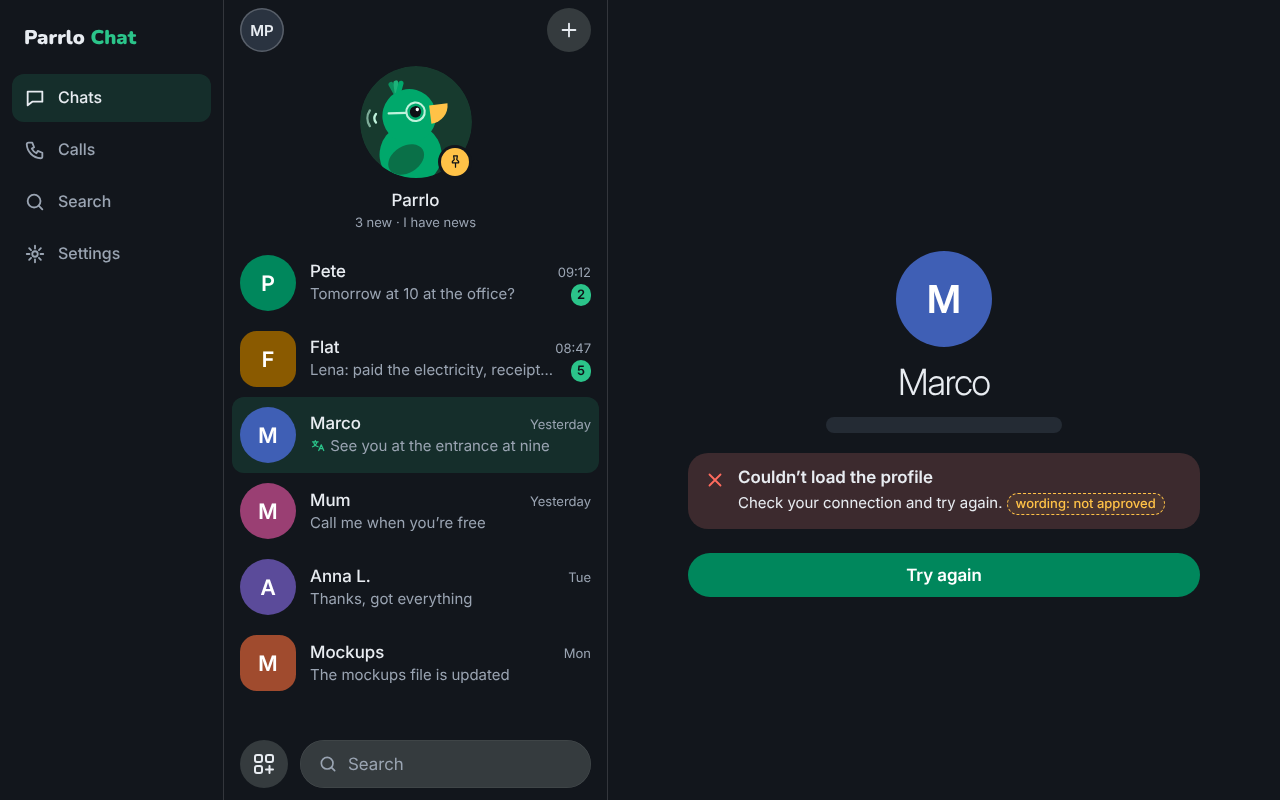 Parrlo Chat
Chats
Calls
Search
Settings
MP
Parrlo
3 new · I have news
P
Pete
09:12
Tomorrow at 10 at the office?
2
F
Flat
08:47
Lena: paid the electricity, receipt…
5
M
Marco
Yesterday
See you at the entrance at nine
M
Mum
Yesterday
Call me when you’re free
A
Anna L.
Tue
Thanks, got everything
M
Mockups
Mon
The mockups file is updated
Search
M
Marco
Couldn’t load the profile
Check your connection and try again. wording: not approved
Try again